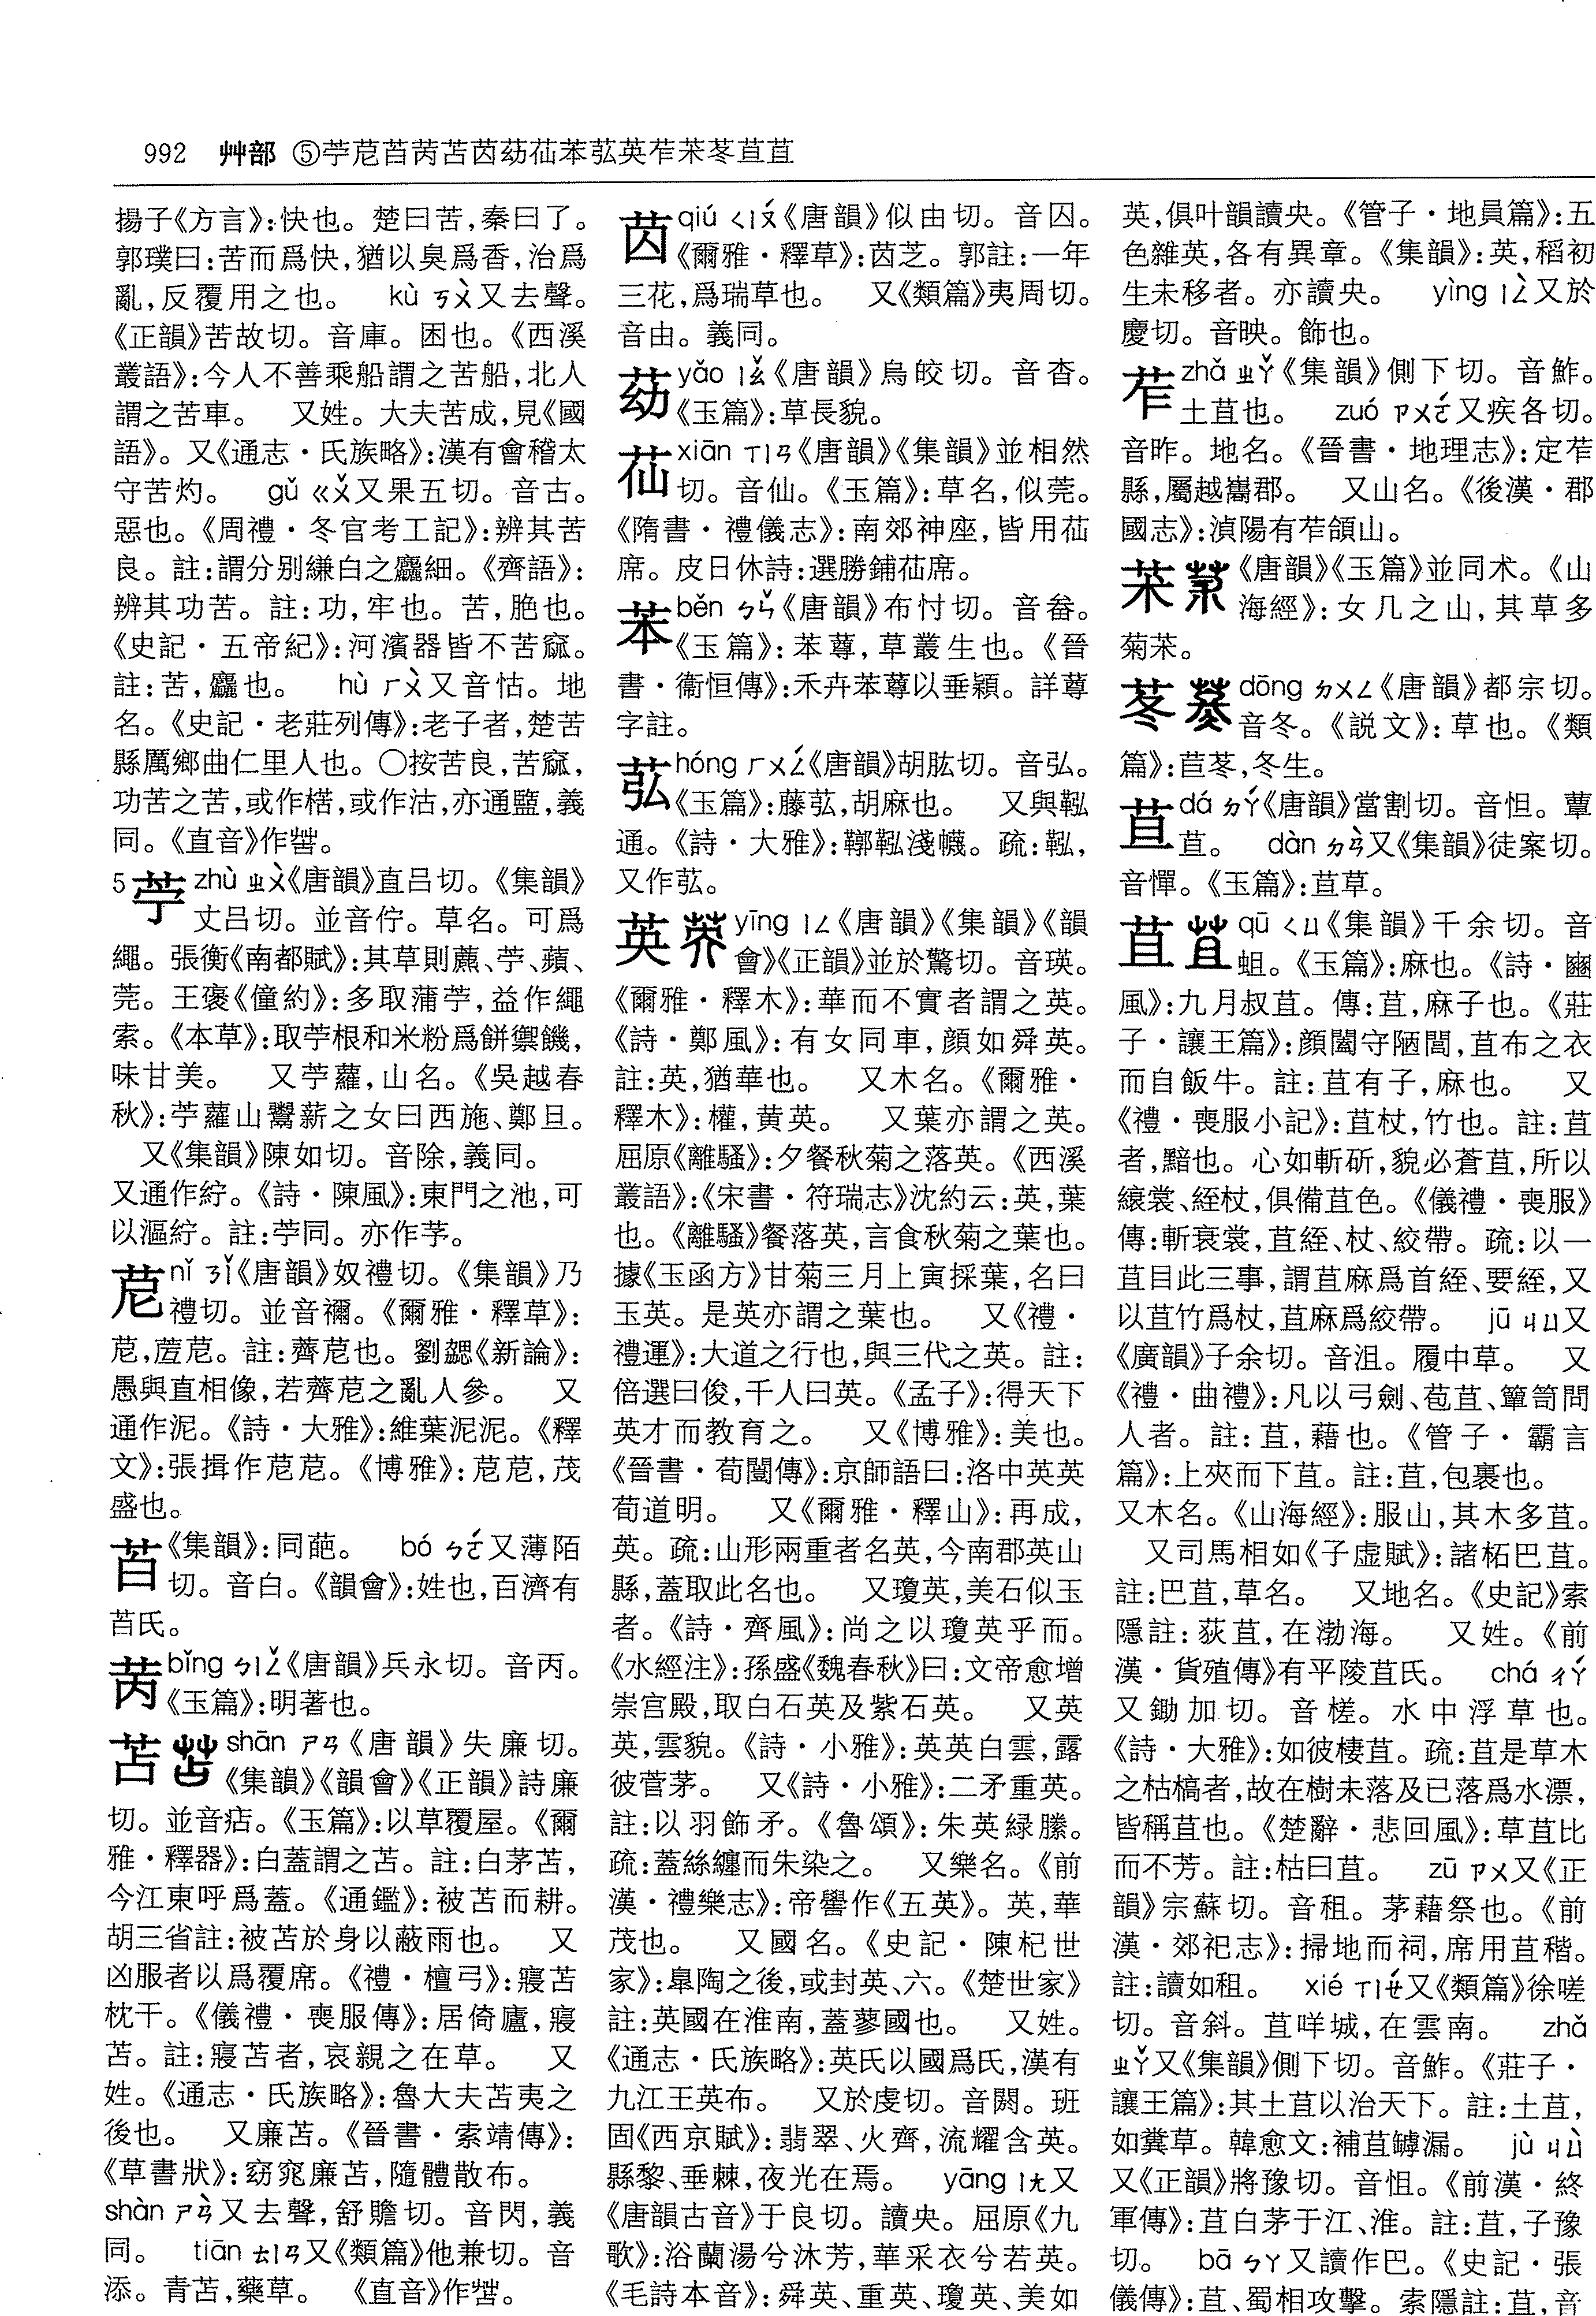 992 艸部 ⑤苧苨苩苪苫苬苭苮苯苰英苲茉苳荁苴
揚子《方言》:快也。楚曰苦,秦曰了。
郭璞曰:苦而爲快,猶以臭爲香,治爲
亂,反覆用之也。 kù ㄎㄨˋ又去聲。
《正韻》苦故切。音庫。困也。《西溪
叢語》:今人不善乘船謂之苦船,北人
謂之苦車。 又姓。大夫苦成,見《國
語》。又《通志·氏族略》:漢有會稽太
守苦灼。 gǔ ㄍㄨˇ又果五切。音古。
惡也。《周禮·冬官考工記》:辨其苦
良。註:謂分別縑白之麤細。《齊語》:
辨其功苦。註:功,牢也。苦,脃也。
《史記·五帝紀》:河濱器皆不苦窳。
註:苦,麤也。 hù ㄏㄨˋ又音怙。地
名。《史記·老莊列傳》:老子者,楚苦
縣厲鄉曲仁里人也。〇按苦良,苦窳,
功苦之苦,或作楛,或作沽,亦通盬,義
同。《直音》作𦯶。
5 苧 zhù ㄓㄨˋ《唐韻》直呂切。《集韻》
丈呂切。並音佇。草名。可爲
繩。張衡《南都賦》:其草則藨、苧、薠、
莞。王褒《僮約》:多取蒲苧,益作繩
索。《本草》:取苧根和米粉爲餅禦饑,
味甘美。 又苧蘿,山名。《吳越春
秋》:苧蘿山鬻薪之女曰西施、鄭旦。
又《集韻》陳如切。音除,義同。
又通作紵。《詩·陳風》:東門之池,可
以漚紵。註:苧同。亦作芧。
苨 nǐ ㄋㄧˇ《唐韻》奴禮切。《集韻》乃
禮切。並音禰。《爾雅·釋草》:
苨,菧苨。註:薺苨也。劉勰《新論》:
愚與直相像,若薺苨之亂人參。 又
通作泥。《詩·大雅》:維葉泥泥。《釋
文》:張揖作苨苨。《博雅》:苨苨,茂
盛也。
苩 《集韻》:同葩。 bó ㄅㄛˊ又薄陌
切。音白。《韻會》:姓也,百濟有
苩氏。
苪 bǐng ㄅㄧㄥˇ《唐韻》兵永切。音丙。
《玉篇》:明著也。
苫 shān ㄕㄢ《唐韻》失廉切。
《集韻》《韻會》《正韻》詩廉
切。並音痁。《玉篇》:以草覆屋。《爾
雅·釋器》:白蓋謂之苫。註:白茅苫,
今江東呼爲蓋。《通鑑》:被苫而耕。
胡三省註:被苫於身以蔽雨也。 又
凶服者以爲覆席。《禮·檀弓》:寢苫
枕干。《儀禮·喪服傳》:居倚廬,寢
苫。註:寢苫者,哀親之在草。 又
姓。《通志·氏族略》:魯大夫苫夷之
後也。 又廉苫。《晉書·索靖傳》:
《草書狀》:窈窕廉苫,隨體散布。
shàn ㄕㄢˋ又去聲,舒贍切。音閃,義
同。 tiān ㄊㄧㄢ又《類篇》他兼切。音
添。青苫,藥草。 《直音》作𦯶。
苬 qiú ㄑㄧㄡˊ《唐韻》似由切。音囚。
《爾雅·釋草》:苬芝。郭註:一年
三花,爲瑞草也。 又《類篇》夷周切。
音由。義同。
苭 yǎo ㄧㄠˇ《唐韻》烏皎切。音杳。
《玉篇》:草長貌。
苮 xiān ㄒㄧㄢ《唐韻》《集韻》並相然
切。音仙。《玉篇》:草名,似莞。
《隋書·禮儀志》:南郊神座,皆用苮
席。皮日休詩:選勝鋪苮席。
苯 běn ㄅㄣˇ《唐韻》布忖切。音畚。
《玉篇》:苯䔿,草叢生也。《晉
書·衛恒傳》:禾卉苯䔿以垂穎。詳䔿
字註。
苰 hóng ㄏㄨㄥˊ《唐韻》胡肱切。音弘。
《玉篇》:藤苰,胡麻也。 又與鞃
通。《詩·大雅》:鞹鞃淺幭。疏:鞃,
又作苰。
英 yīng ㄧㄥ《唐韻》《集韻》《韻
會》《正韻》並於驚切。音瑛。
《爾雅·釋木》:華而不實者謂之英。
《詩·鄭風》:有女同車,顔如舜英。
註:英,猶華也。 又木名。《爾雅·
釋木》:權,黄英。 又葉亦謂之英。
屈原《離騷》:夕餐秋菊之落英。《西溪
叢語》:《宋書·符瑞志》沈約云:英,葉
也。《離騷》餐落英,言食秋菊之葉也。
據《玉函方》甘菊三月上寅採葉,名曰
玉英。是英亦謂之葉也。 又《禮·
禮運》:大道之行也,與三代之英。註:
倍選曰俊,千人曰英。《孟子》:得天下
英才而教育之。 又《博雅》:美也。
《晉書·荀闓傳》:京師語曰:洛中英英
荀道明。 又《爾雅·釋山》:再成,
英。疏:山形兩重者名英,今南郡英山
縣,蓋取此名也。 又瓊英,美石似玉
者。《詩·齊風》:尚之以瓊英乎而。
《水經注》:孫盛《魏春秋》曰:文帝愈增
崇宫殿,取白石英及紫石英。 又英
英,雲貌。《詩·小雅》:英英白雲,露
彼菅茅。 又《詩·小雅》:二矛重英。
註:以羽飾矛。《魯頌》:朱英緑縢。
疏:蓋絲纏而朱染之。 又樂名。《前
漢·禮樂志》:帝嚳作《五英》。英,華
茂也。 又國名。《史記·陳杞世
家》:皐陶之後,或封英、六。《楚世家》
註:英國在淮南,蓋蓼國也。 又姓。
《通志·氏族略》:英氏以國爲氏,漢有
九江王英布。 又於虔切。音閼。班
固《西京賦》:翡翠、火齊,流耀含英。
縣黎、垂棘,夜光在焉。 yāng ㄧㄤ又
《唐韻古音》于良切。讀央。屈原《九
歌》:浴蘭湯兮沐芳,華采衣兮若英。
《毛詩本音》:舜英、重英、瓊英、美如
英,俱叶韻讀央。《管子·地員篇》:五
色雜英,各有異章。《集韻》:英,稻初
生未移者。亦讀央。 yìng ㄧㄥˋ又於
慶切。音映。飾也。
苲 zhǎ ㄓㄚˇ《集韻》側下切。音鮓。
土苴也。 zuó ㄗㄨㄛˊ又疾各切。
音昨。地名。《晉書·地理志》:定苲
縣,屬越巂郡。 又山名。《後漢·郡
國志》:湞陽有苲領山。
苿 《唐韻》《玉篇》並同术。《山
海經》:女几之山,其草多
菊苿。
苳 dōng ㄉㄨㄥ《唐韻》都宗切。
音冬。《説文》:草也。《類
篇》:苣苳,冬生。
苴 dá ㄉㄚˊ《唐韻》當割切。音怛。蕇
苴。 dàn ㄉㄢˋ又《集韻》徒案切。
音憚。《玉篇》:苴草。
苴 qū ㄑㄩ《集韻》千余切。音
蛆。《玉篇》:麻也。《詩·豳
風》:九月叔苴。傳:苴,麻子也。《莊
子·讓王篇》:顔闔守陋閭,苴布之衣
而自飯牛。註:苴有子,麻也。 又
《禮·喪服小記》:苴杖,竹也。註:苴
者,黯也。心如斬斫,貌必蒼苴,所以
縗裳、絰杖,俱備苴色。《儀禮·喪服》
傳:斬衰裳,苴絰、杖、絞帶。疏:以一
苴目此三事,謂苴麻爲首絰、要絰,又
以苴竹爲杖,苴麻爲絞帶。 jū ㄐㄩ又
《廣韻》子余切。音沮。履中草。 又
《禮·曲禮》:凡以弓劍、苞苴、簞笥問
人者。註:苴,藉也。《管子·霸言
篇》:上夾而下苴。註:苴,包裹也。
又木名。《山海經》:服山,其木多苴。
又司馬相如《子虛賦》:諸柘巴苴。
註:巴苴,草名。 又地名。《史記》索
隱註:荻苴,在渤海。 又姓。《前
漢·貨殖傳》有平陵苴氏。 chá ㄔㄚˊ
又鋤加切。音槎。水中浮草也。
《詩·大雅》:如彼棲苴。疏:苴是草木
之枯槁者,故在樹未落及已落爲水漂,
皆稱苴也。《楚辭·悲回風》:草苴比
而不芳。註:枯曰苴。 zū ㄗㄨ又《正
韻》宗蘇切。音租。茅藉祭也。《前
漢·郊祀志》:掃地而祠,席用苴稭。
註:讀如租。 xié ㄒㄧㄝˊ又《類篇》徐嗟
切。音斜。苴咩城,在雲南。 zhǎ
ㄓㄚˇ又《集韻》側下切。音鮓。《莊子·
讓王篇》:其土苴以治天下。註:土苴,
如糞草。韓愈文:補苴罅漏。 jù ㄐㄩˋ
又《正韻》將豫切。音怚。《前漢·終
軍傳》:苴白茅于江、淮。註:苴,子豫
切。 bā ㄅㄚ又讀作巴。《史記·張
儀傳》:苴、蜀相攻擊。索隱註:苴,音